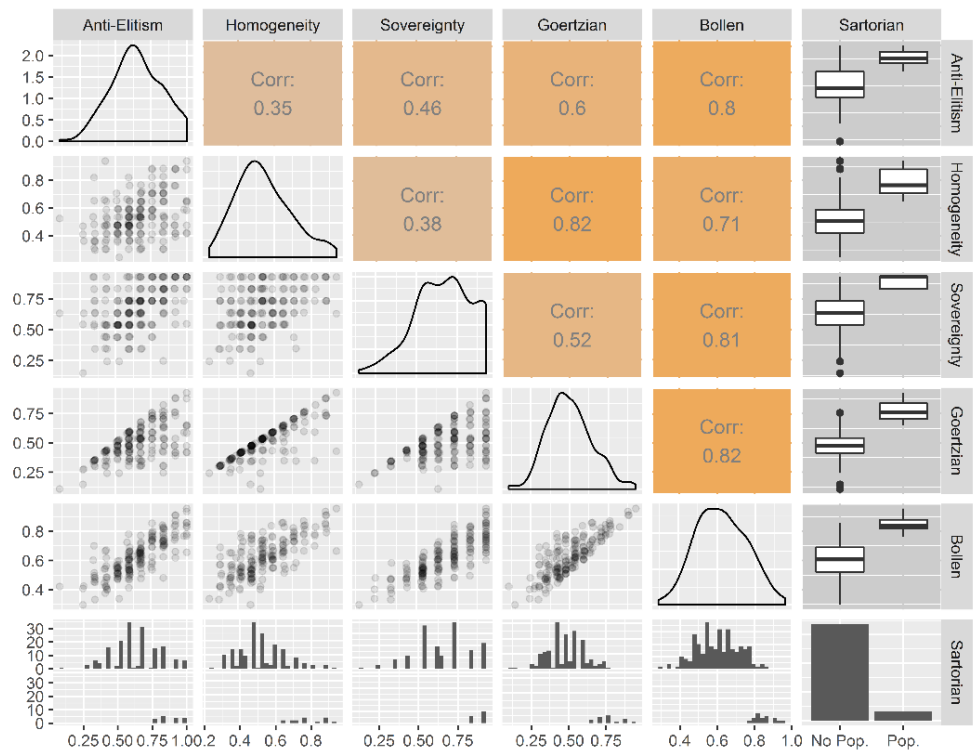 Anti-Elitism Homogeneity Sovereignty Goertzian Bollen Sartorian
2.0
1.5
1.0
0.5
0.0
Corr:
0.35
Corr:
0.46
Corr:
0.6
Corr:
0.8
Anti-Elitism
0.8
0.6
0.4
Corr:
0.38
Corr:
0.82
Corr:
0.71
Homogeneity
0.75
0.50
0.25
Corr:
0.52
Corr:
0.81
Sovereignty
0.75
0.50
0.25
Corr:
0.82
Goertzian
0.8
0.6
0.4
Bollen
30
20
10
0
30
20
10
0
Sartorian
0.25 0.50 0.75 1.00 0.2 0.4 0.6 0.8 0.25 0.50 0.75 0.25 0.50 0.75 0.4 0.6 0.8 1.0 No Pop. Pop.